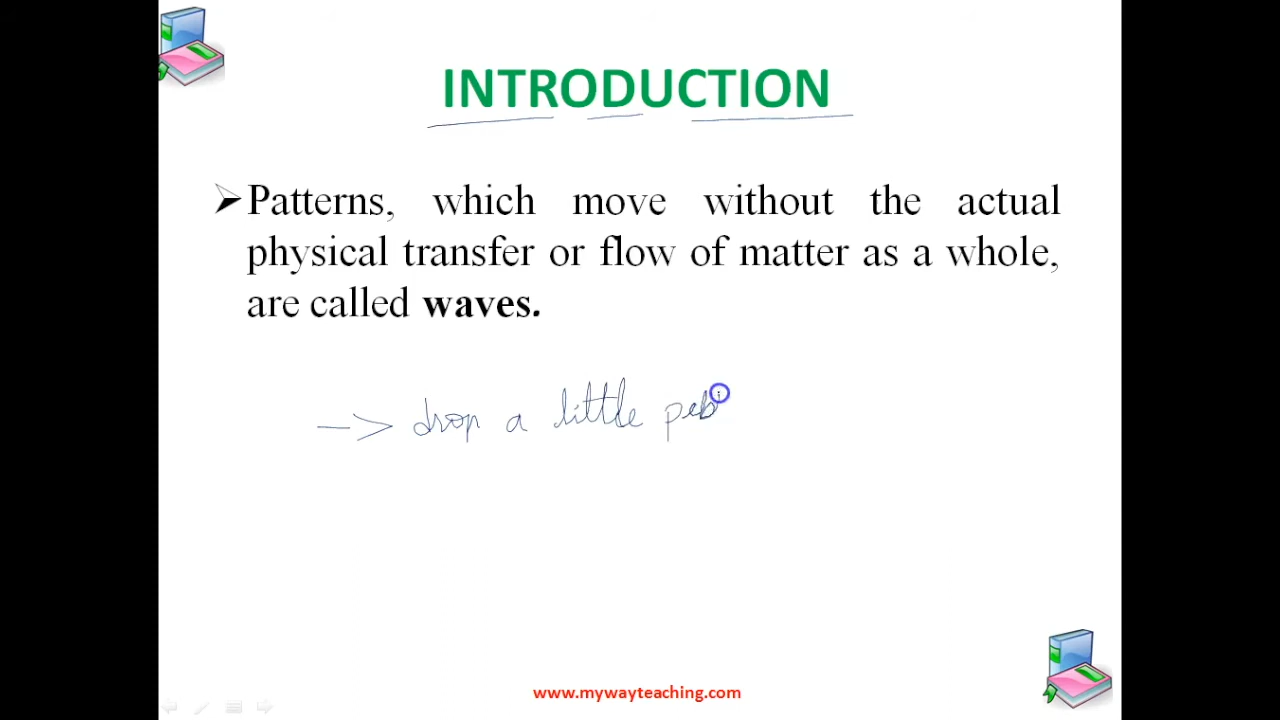 INTRODUCTION
➢Patterns, which move without the actual
physical transfer or flow of matter as a whole,
are called waves.
—> drop a little peb
www.mywayteaching.com